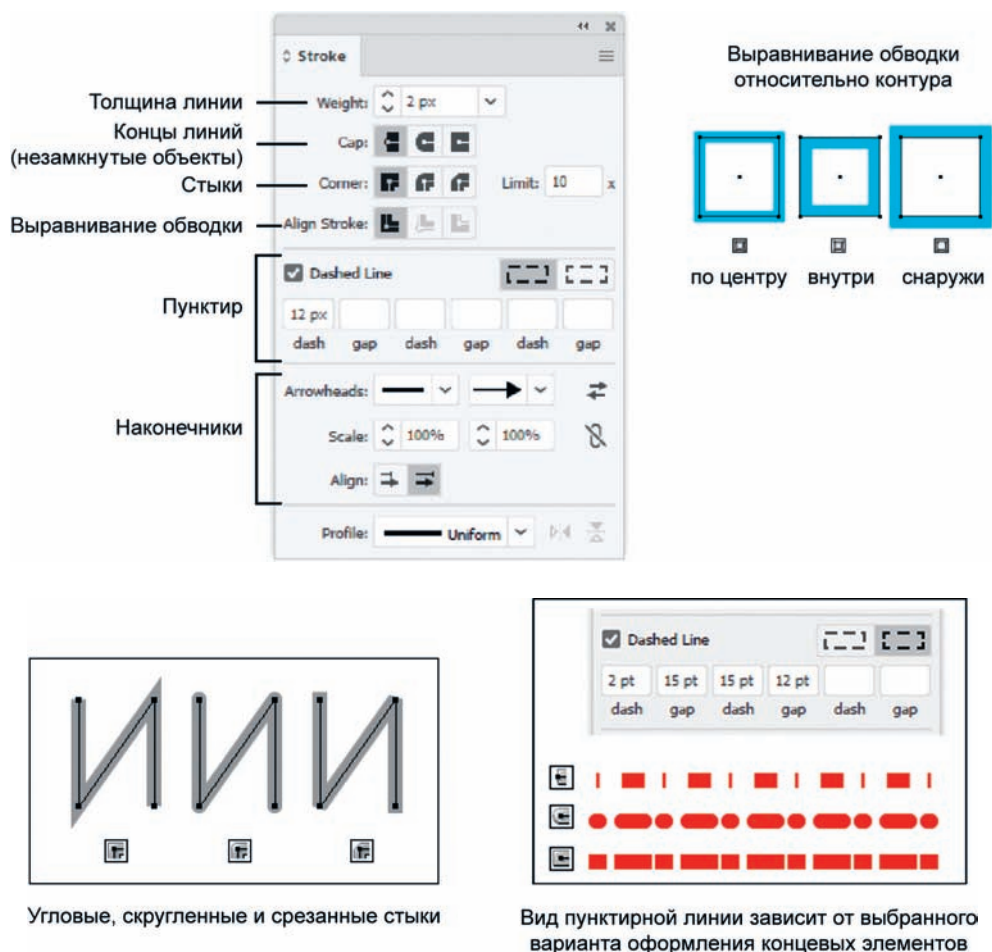 Stroke
Толщина линии
Weight: 2 px
Концы линий
(незамкнутые объекты)
Cap:
Стыки
Corner:
Limit: 10 x
Выравнивание обводки
Align Stroke:
Пунктир
Dashed Line
12 px
dash gap dash gap dash gap
Наконечники
Arrowheads:
Scale: 100% 100%
Align:
Profile: Uniform
Выравнивание обводки
относительно контура
по центру внутри снаружи
Угловые, скругленные и срезанные стыки
Dashed Line
2 pt 15 pt 15 pt 12 pt
dash gap dash gap dash gap
Вид пунктирной линии зависит от выбранного
варианта оформления концевых элементов